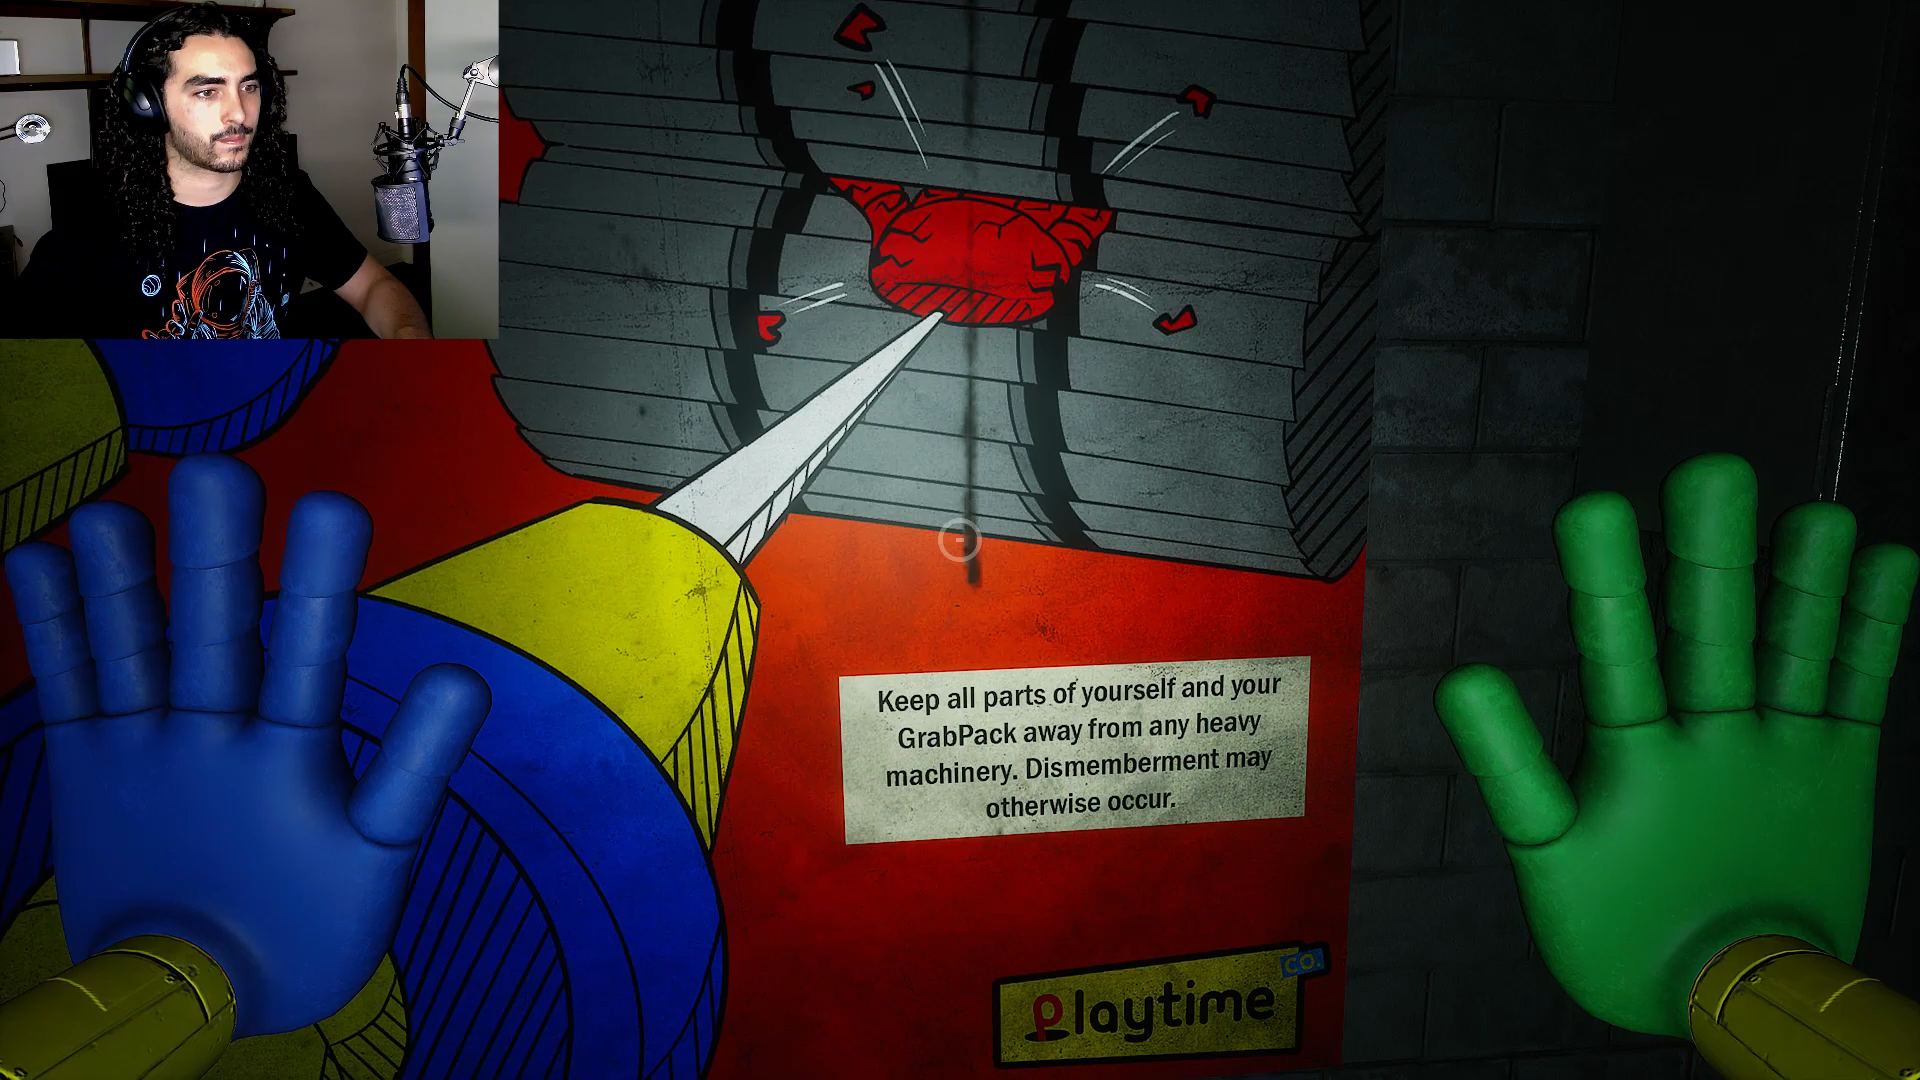 Keep all parts of yourself and your
GrabPack away from any heavy
machinery. Dismemberment may
otherwise occur.
Playtime
CO.